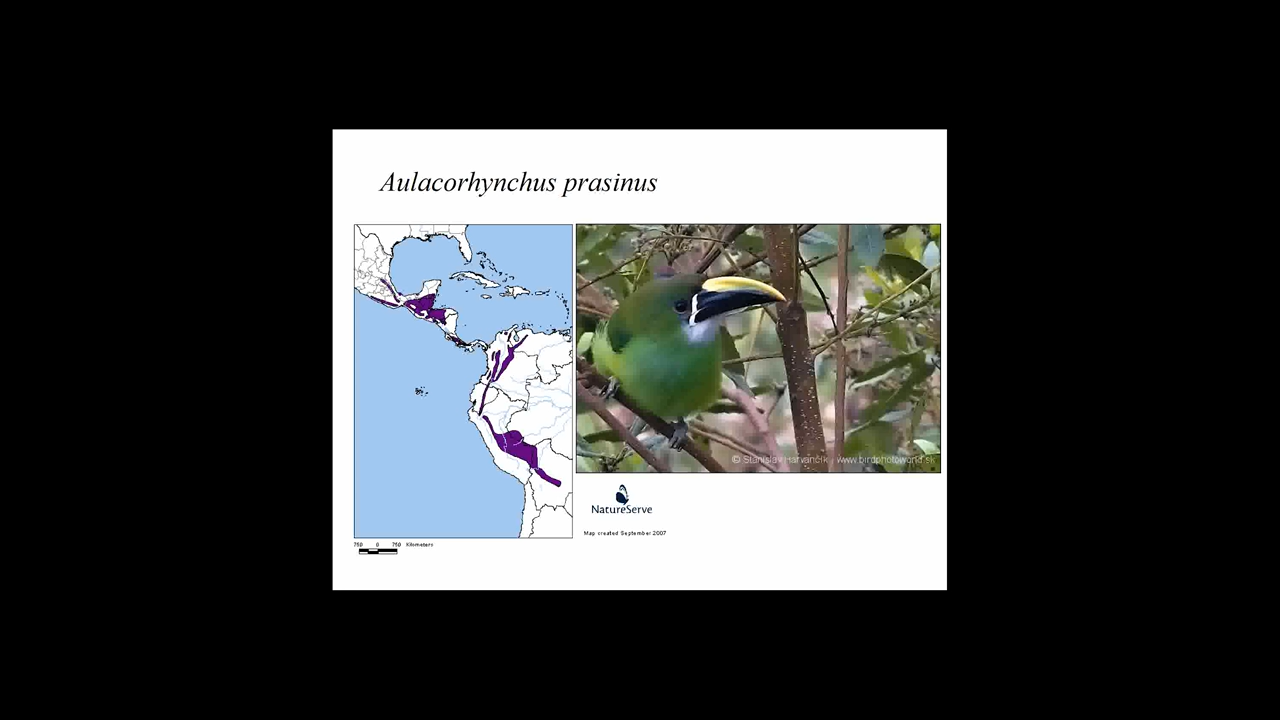 Aulacorhynchus prasinus
© Stanislav Harvančík , www.birdphotoworld.sk
NatureServe
Map created September 2007
750 0 750 Kilometers